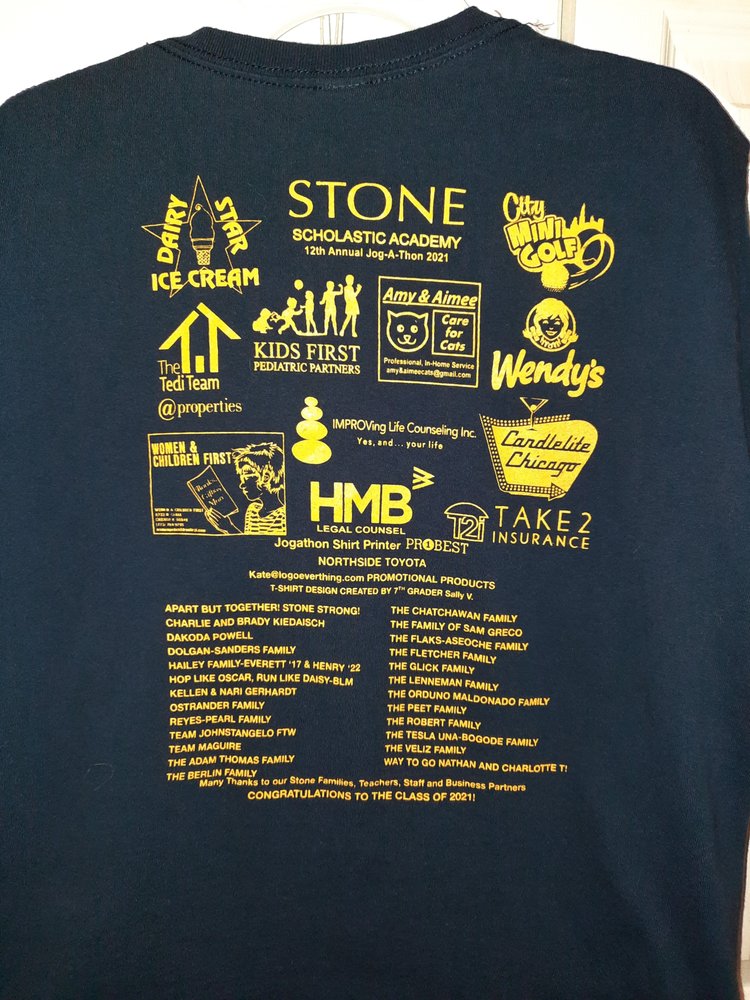 DAIRY STAR
ICE CREAM
STONE
SCHOLASTIC ACADEMY
12th Annual Jog-A-Thon 2021
City
MINI
GOLF
The
Tedi Team
@properties
KIDS FIRST
PEDIATRIC PARTNERS
Amy & Aimee
Care
for
Cats
Professional, In-Home Service
amy&aimeecats@gmail.com
Wendy's
WOMEN &
CHILDREN FIRST
Books,
Gifts &
More
WOMEN & CHILDREN FIRST
IMPROVing Life Counseling Inc.
Yes, and... your life
Candlelite
Chicago
HMB
LEGAL COUNSEL
T2i
TAKE 2
INSURANCE
Jogathon Shirt Printer PR1BEST
NORTHSIDE TOYOTA
Kate@logoeverthing.com PROMOTIONAL PRODUCTS
T-SHIRT DESIGN CREATED BY 7TH GRADER Sally V.
APART BUT TOGETHER! STONE STRONG!
CHARLIE AND BRADY KIEDAISCH
DAKODA POWELL
DOLGAN-SANDERS FAMILY
HAILEY FAMILY-EVERETT '17 & HENRY '22
HOP LIKE OSCAR, RUN LIKE DAISY-BLM
KELLEN & NARI GERHARDT
OSTRANDER FAMILY
REYES-PEARL FAMILY
TEAM JOHNSTANGELO FTW
TEAM MAGUIRE
THE ADAM THOMAS FAMILY
THE BERLIN FAMILY
THE CHATCHAWAN FAMILY
THE FAMILY OF SAM GRECO
THE FLAKS-ASEOCHE FAMILY
THE FLETCHER FAMILY
THE GLICK FAMILY
THE LENNEMAN FAMILY
THE ORDUNO MALDONADO FAMILY
THE PEET FAMILY
THE ROBERT FAMILY
THE TESLA UNA-BOGODE FAMILY
THE VELIZ FAMILY
WAY TO GO NATHAN AND CHARLOTTE T!
Many Thanks to our Stone Families, Teachers, Staff and Business Partners
CONGRATULATIONS TO THE CLASS OF 2021!